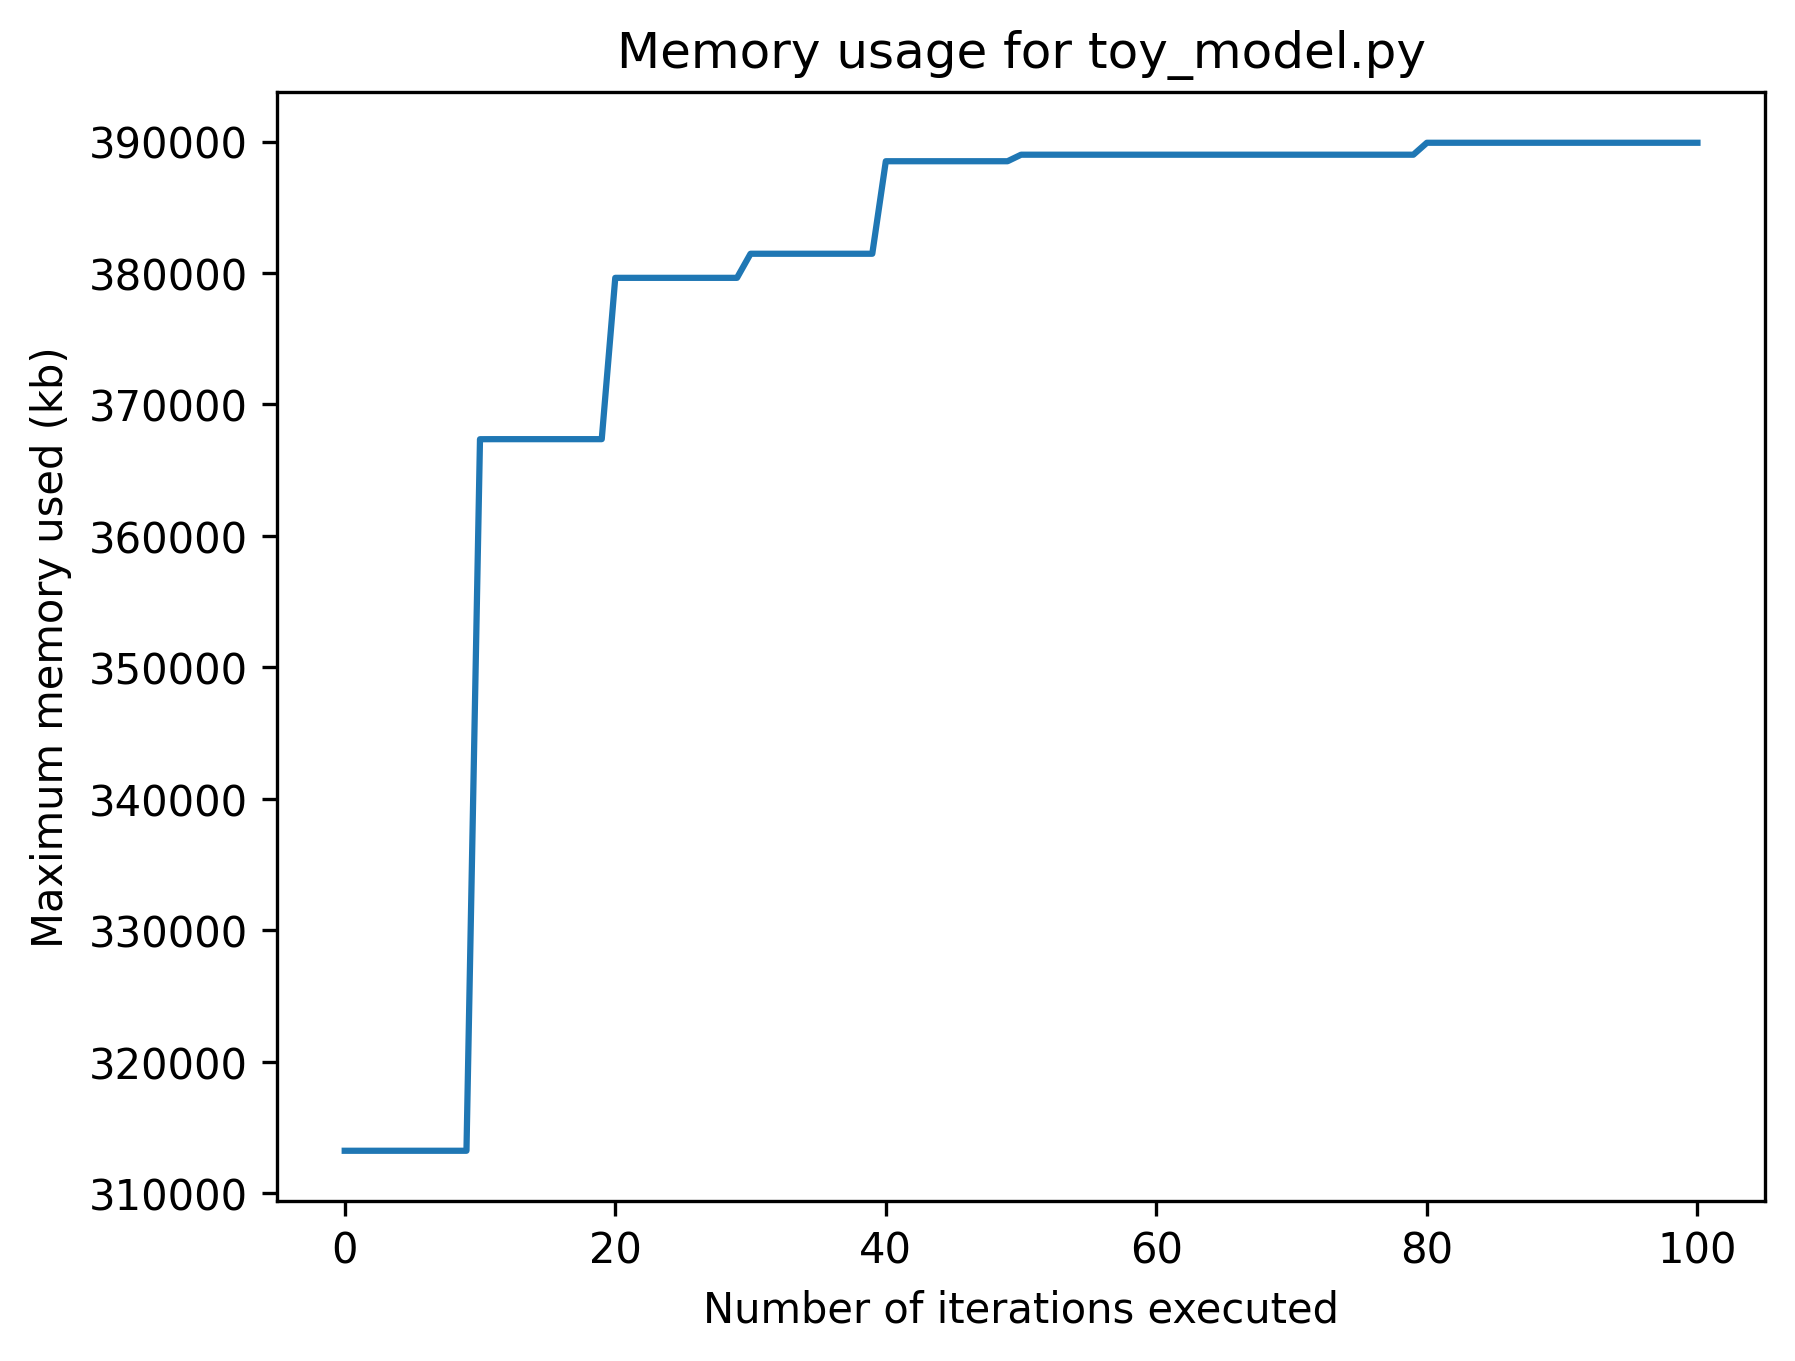 Memory usage for toy_model.py
Maximum memory used (kb)
390000
380000
370000
360000
350000
340000
330000
320000
310000
0 20 40 60 80 100
Number of iterations executed